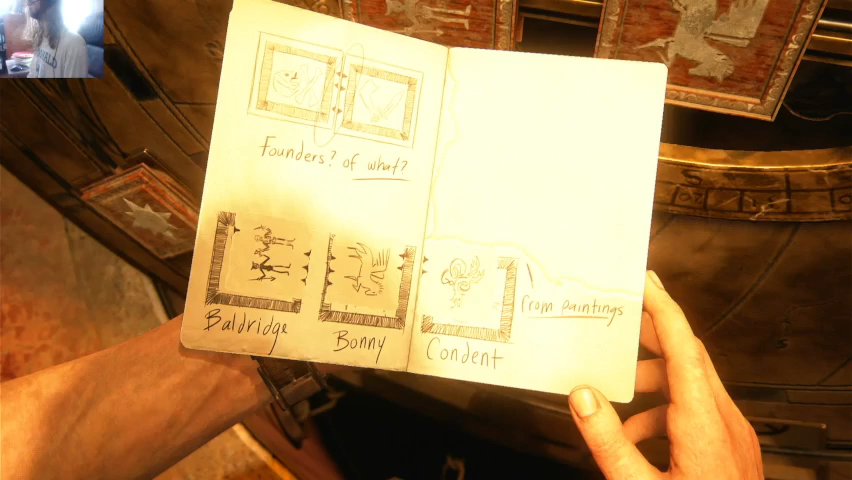 Founders? of what?
Baldridge
Bonny
Condent
from paintings